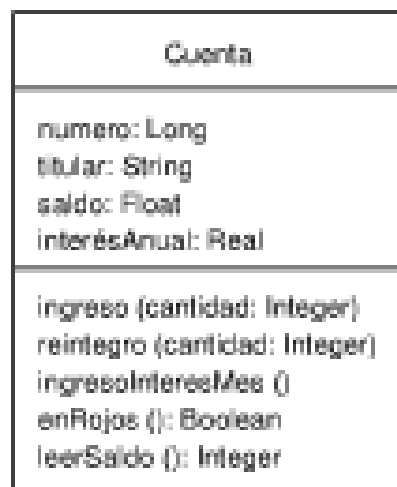 Cuenta
numero: Long
titular: String
saldo: Float
interésAnual: Real
ingreso (cantidad: Integer)
reintegro (cantidad: Integer)
ingresoInteresMes ()
enRojos (): Boolean
leerSaldo (): Integer